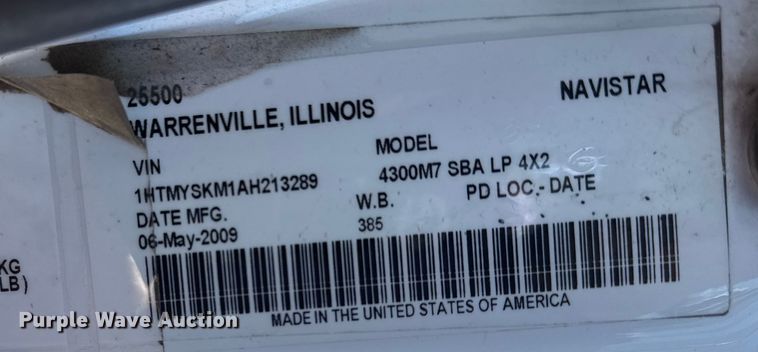 25500
WARRENVILLE, ILLINOIS NAVISTAR
VIN MODEL
1HTMYSKM1AH213289 4300M7 SBA LP 4X2
DATE MFG. W.B. PD LOC.- DATE
06-May-2009 385
KG
LB)
MADE IN THE UNITED STATES OF AMERICA
Purple Wave Auction